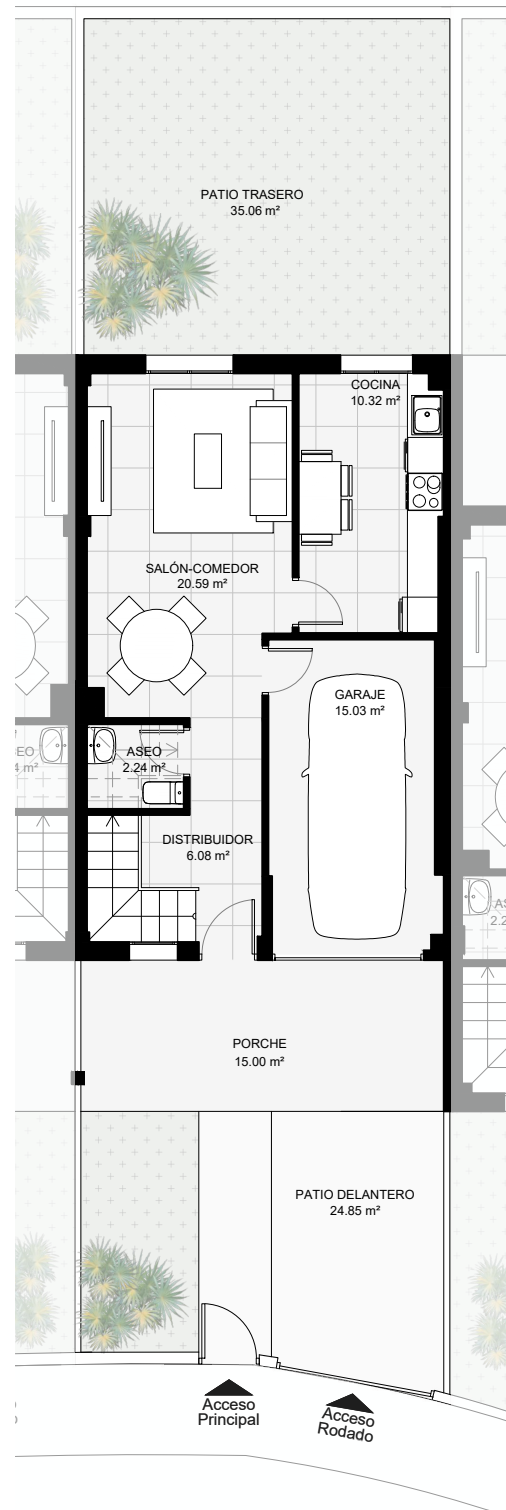 PATIO TRASERO
35.06 m²
COCINA
10.32 m²
SALÓN-COMEDOR
20.59 m²
GARAJE
15.03 m²
ASEO
2.24 m²
DISTRIBUIDOR
6.08 m²
PORCHE
15.00 m²
PATIO DELANTERO
24.85 m²
Acceso
Principal
Acceso
Rodado